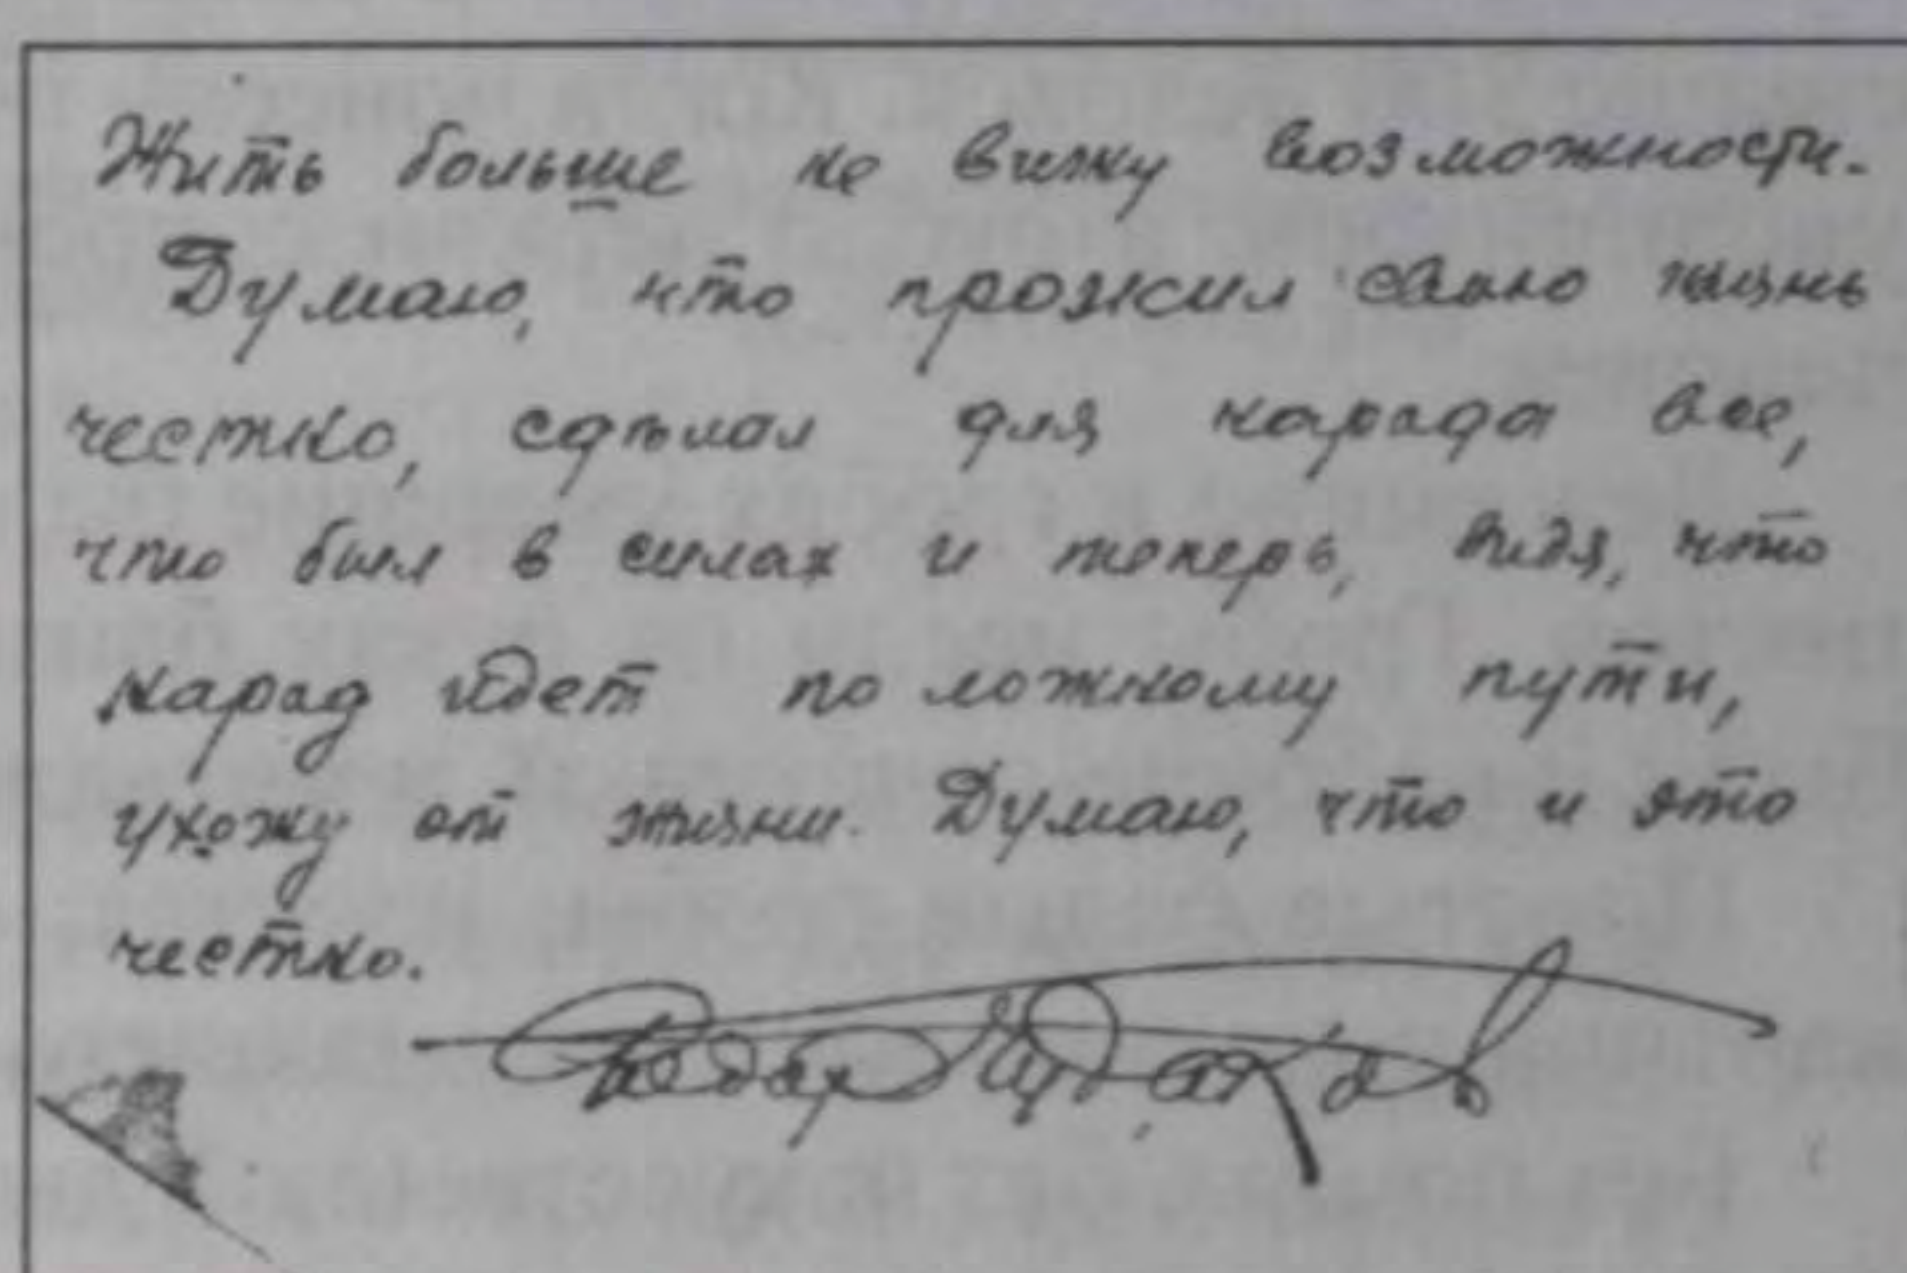 Жить больше не вижу возможности.
Думаю, что прожил свою жизнь
честно, сделал для народа все,
что был в силах и теперь, видя, что
народ идет по ложному пути,
ухожу от жизни. Думаю, что и это
честно.